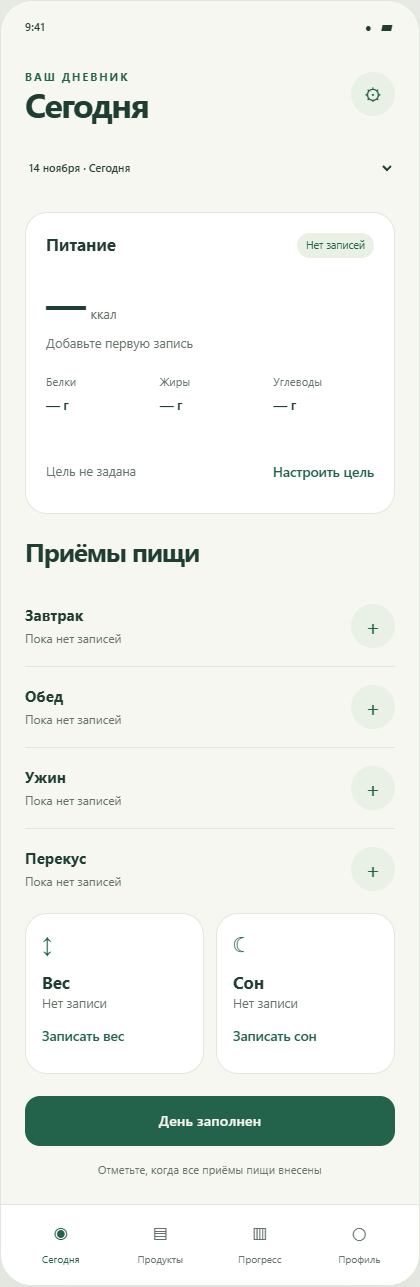 9:41
ВАШ ДНЕВНИК
Сегодня
14 ноября · Сегодня
Питание
Нет записей
— ккал
Добавьте первую запись
Белки Жиры Углеводы
— г — г — г
Цель не задана Настроить цель
Приёмы пищи
Завтрак
Пока нет записей
+
Обед
Пока нет записей
+
Ужин
Пока нет записей
+
Перекус
Пока нет записей
+
Вес
Нет записи
Записать вес
Сон
Нет записи
Записать сон
День заполнен
Отметьте, когда все приёмы пищи внесены
Сегодня Продукты Прогресс Профиль